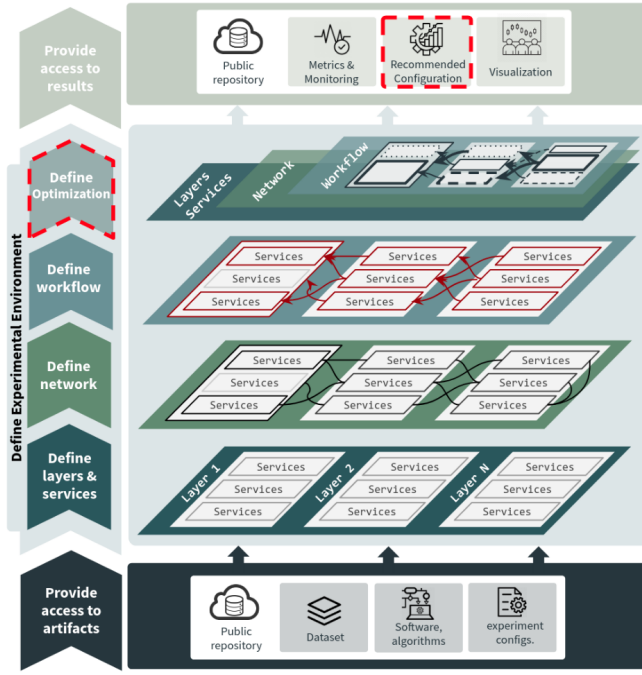 Provide
access to
results
Public
repository
Metrics &
Monitoring
Recommended
Configuration
Visualization
Define Experimental Environment
Define
Optimization
Layers
Services
Network
Workflow
Define
workflow
Services
Services
Services
Services
Services
Services
Services
Services
Services
Define
network
Services
Services
Services
Services
Services
Services
Services
Services
Services
Define
layers &
services
Layer 1
Services
Services
Services
Layer 2
Services
Services
Services
Layer N
Services
Services
Services
Provide
access to
artifacts
Public
repository
Dataset
Software,
algorithms
experiment
configs.